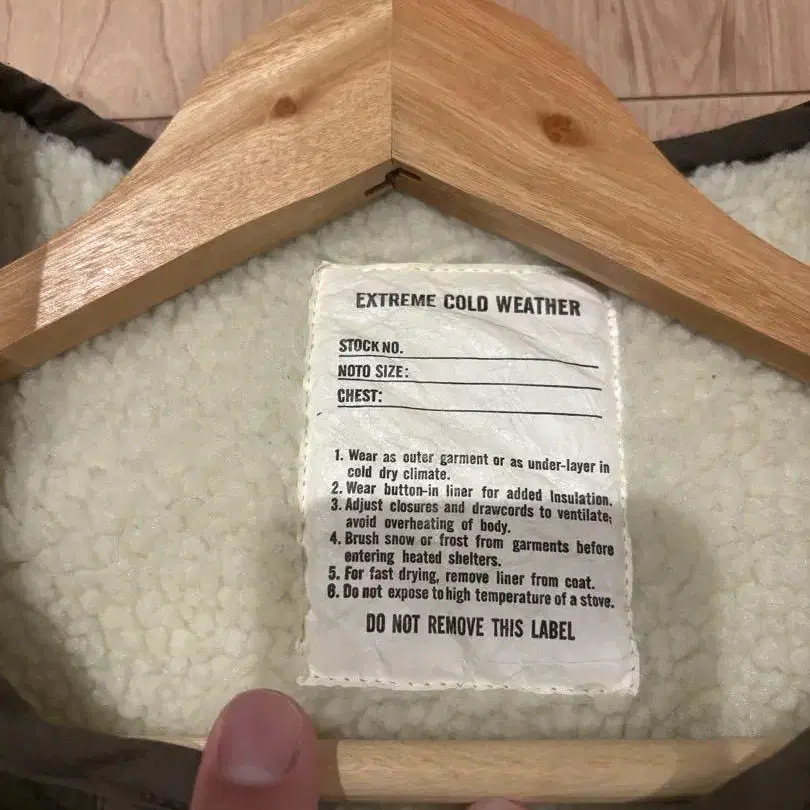 EXTREME COLD WEATHER
STOCK NO.
NOTO SIZE:
CHEST:
1. Wear as outer garment or as under-layer in
cold dry climate.
2. Wear button-in liner for added Insulation.
3. Adjust closures and drawcords to ventilate;
avoid overheating of body.
4. Brush snow or frost from garments before
entering heated shelters.
5. For fast drying, remove liner from coat.
6. Do not expose to high temperature of a stove.
DO NOT REMOVE THIS LABEL